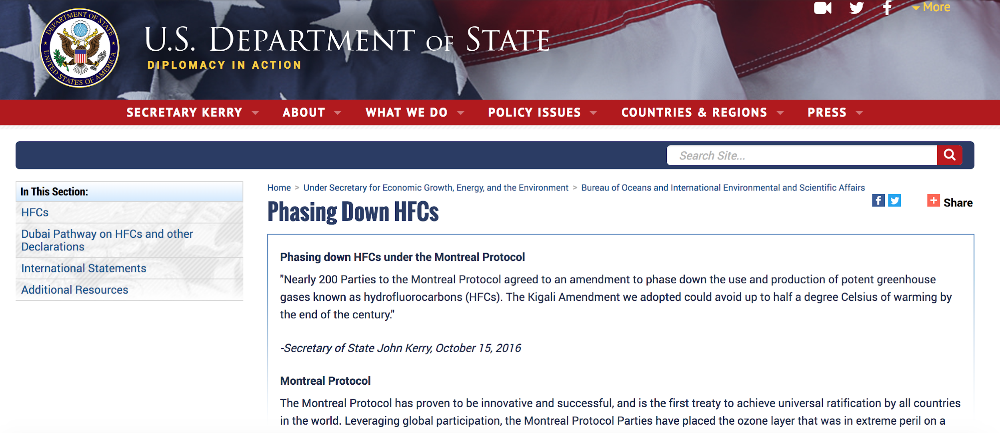 DEPARTMENT OF STATE
UNITED STATES OF AMERICA
U.S. DEPARTMENT OF STATE
DIPLOMACY IN ACTION
More
SECRETARY KERRY ABOUT WHAT WE DO POLICY ISSUES COUNTRIES & REGIONS PRESS
Search Site...
In This Section:
HFCs
Dubai Pathway on HFCs and other
Declarations
International Statements
Additional Resources
Home > Under Secretary for Economic Growth, Energy, and the Environment > Bureau of Oceans and International Environmental and Scientific Affairs
Share
Phasing Down HFCs
Phasing down HFCs under the Montreal Protocol
"Nearly 200 Parties to the Montreal Protocol agreed to an amendment to phase down the use and production of potent greenhouse
gases known as hydrofluorocarbons (HFCs). The Kigali Amendment we adopted could avoid up to half a degree Celsius of warming by
the end of the century."
-Secretary of State John Kerry, October 15, 2016
Montreal Protocol
The Montreal Protocol has proven to be innovative and successful, and is the first treaty to achieve universal ratification by all countries
in the world. Leveraging global participation, the Montreal Protocol Parties have placed the ozone layer that was in extreme peril on a